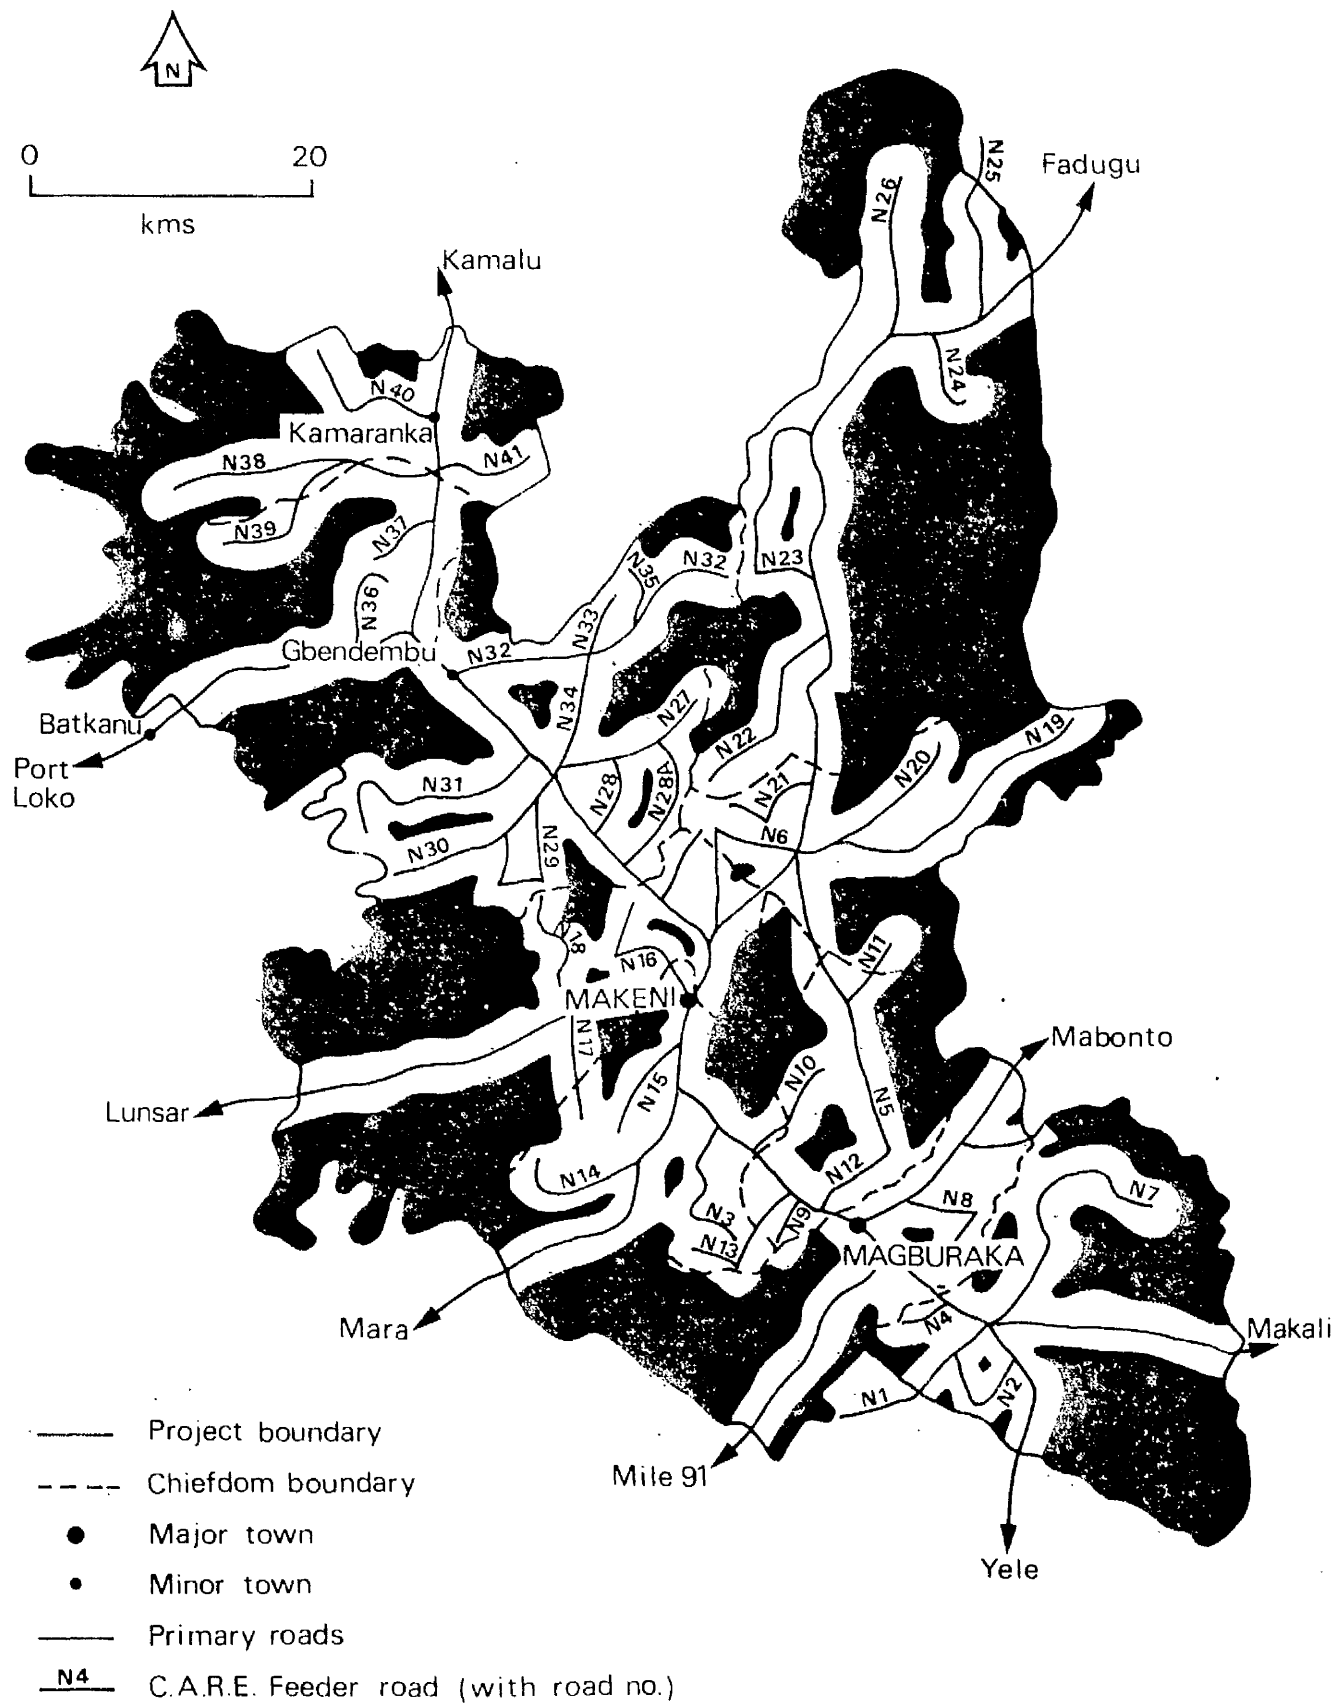 N
0 20
kms
N25
Fadugu
N26
Kamalu
N24
N40
Kamaranka
N38
N41
N39
N37
N35
N32
N23
N36
N33
Gbendembu
N32
N27
N34
N22
N19
Batkanu
N20
Port
Loko
N31
N28
N28A
N21
N6
N30
N29
N18
N16
N11
MAKENI
N17
Mabonto
N15
N10
N5
Lunsar
N14
N12
N7
N8
N3
N9
N13
MAGBURAKA
Mara
N4
Makali
N1
N2
Mile 91
Yele
Project boundary
Chiefdom boundary
Major town
Minor town
Primary roads
N4 C.A.R.E. Feeder road (with road no.)